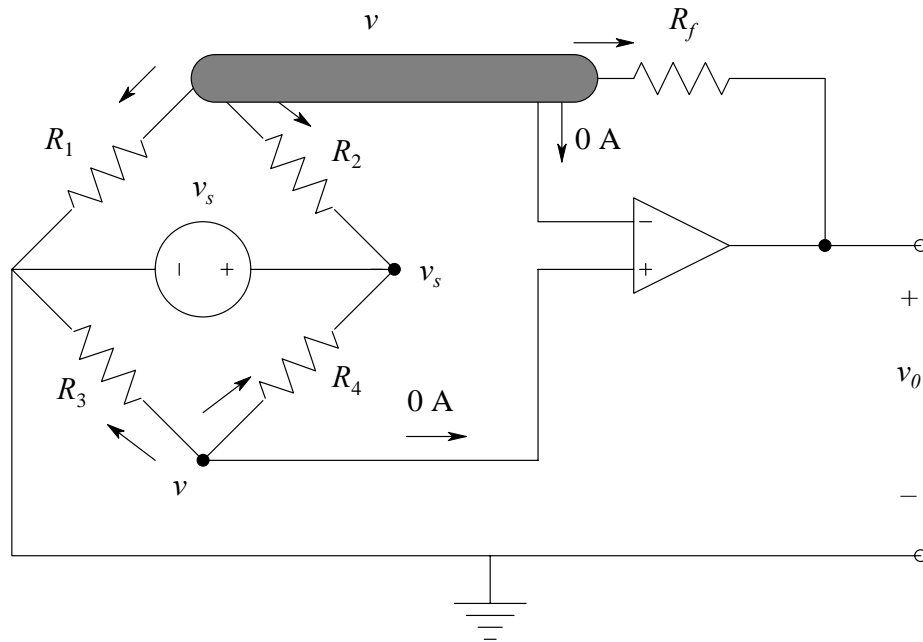 v
R_f
R_1
R_2
0 A
v_s
−
+
− +
v_s
+
R_3
R_4
0 A
v_0
v
−